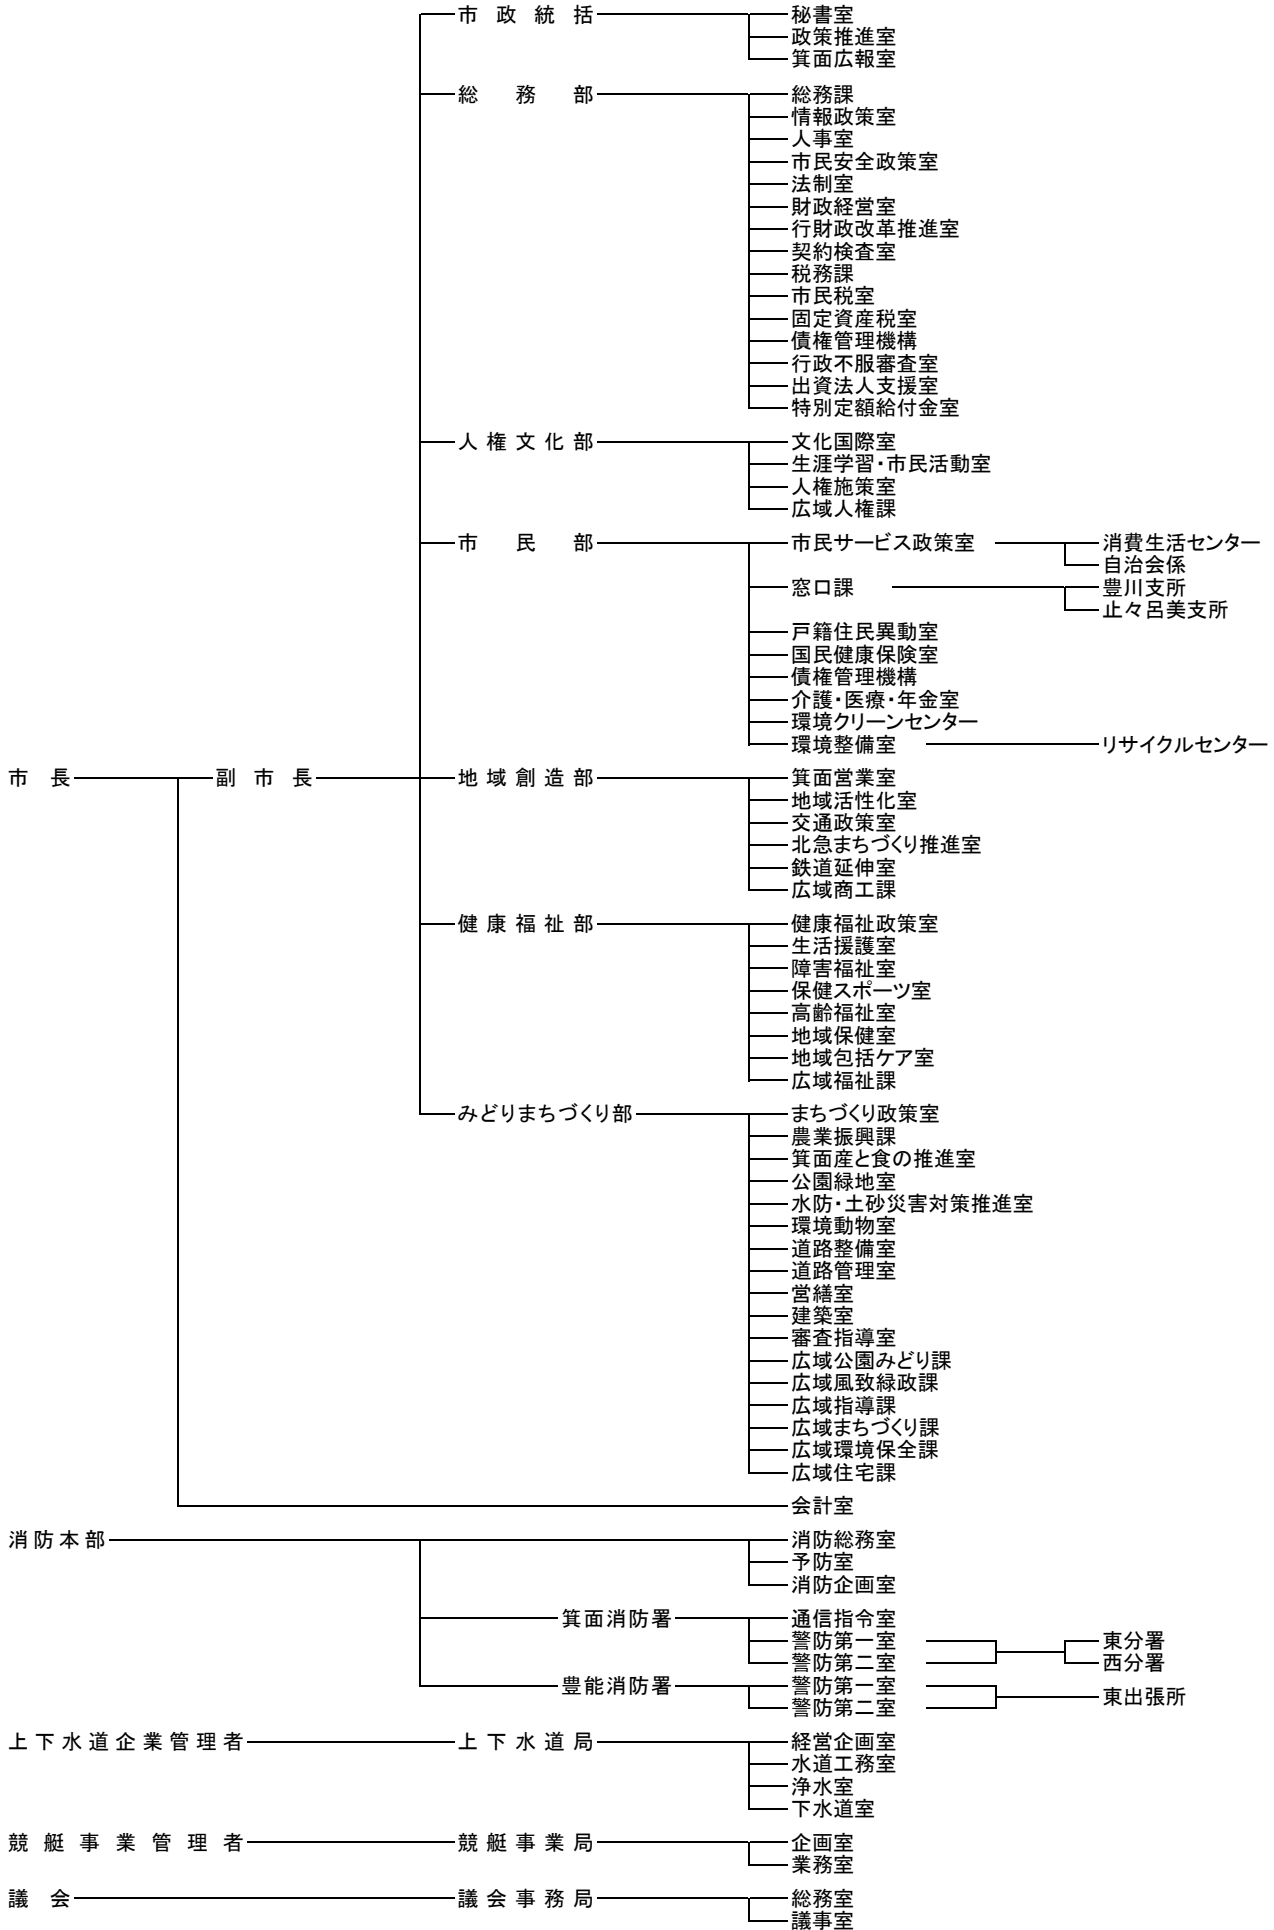 市政統括 秘書室
政策推進室
箕面広報室
総務部 総務課
情報政策室
人事室
市民安全政策室
法制室
財政経営室
行財政改革推進室
契約検査室
税務課
市民税室
固定資産税室
債権管理機構
行政不服審査室
出資法人支援室
特別定額給付金室
人権文化部 文化国際室
生涯学習・市民活動室
人権施策室
広域人権課
市民部 市民サービス政策室 消費生活センター
自治会係
窓口課 豊川支所
止々呂美支所
戸籍住民異動室
国民健康保険室
債権管理機構
介護・医療・年金室
環境クリーンセンター
環境整備室 リサイクルセンター
市長 副市長 地域創造部 箕面営業室
地域活性化室
交通政策室
北急まちづくり推進室
鉄道延伸室
広域商工課
健康福祉部 健康福祉政策室
生活援護室
障害福祉室
保健スポーツ室
高齢福祉室
地域保健室
地域包括ケア室
広域福祉課
みどりまちづくり部 まちづくり政策室
農業振興課
箕面産と食の推進室
公園緑地室
水防・土砂災害対策推進室
環境動物室
道路整備室
道路管理室
営繕室
建築室
審査指導室
広域公園みどり課
広域風致緑政課
広域指導課
広域まちづくり課
広域環境保全課
広域住宅課
会計室
消防本部 消防総務室
予防室
消防企画室
箕面消防署 通信指令室
警防第一室 東分署
警防第二室 西分署
豊能消防署 警防第一室
東出張所
警防第二室
上下水道企業管理者 上下水道局 経営企画室
水道工務室
浄水室
下水道室
競艇事業管理者 競艇事業局 企画室
業務室
議会 議会事務局 総務室
議事室